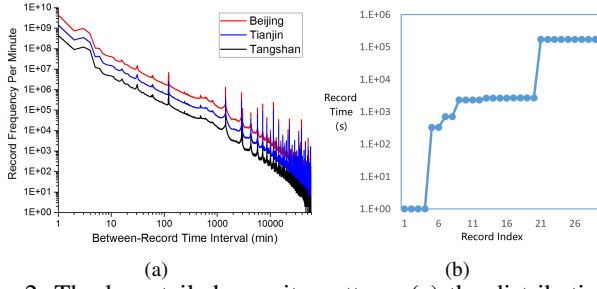 1E+10
1E+09
1E+08
1E+07
1E+06
1E+05
1E+04
1E+03
1E+02
1E+01
1E+00
Record Frequency Per Minute
Beijing
Tianjin
Tangshan
1
10
100
1000
10000
Between-Record Time Interval (min)
(a)
1.E+06
1.E+05
1.E+04
1.E+03
1.E+02
1.E+01
1.E+00
Record
Time
(s)
1
6
11
16
21
26
Record Index
(b)